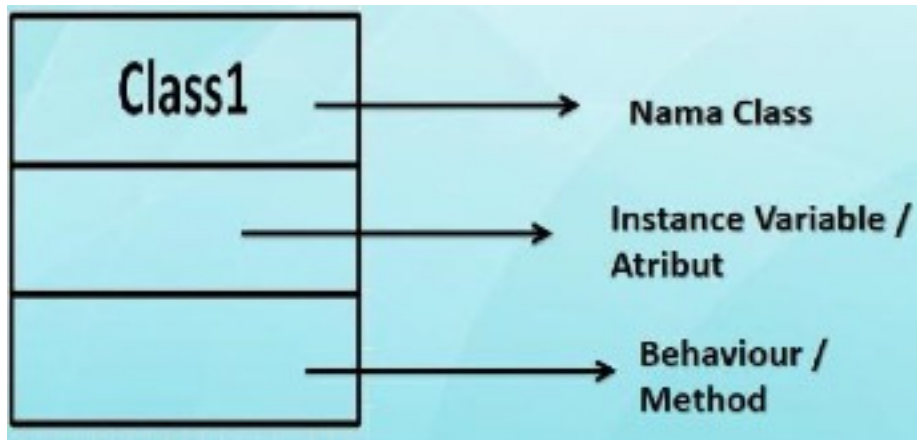 Class1
Nama Class
Instance Variable /
Atribut
Behaviour /
Method